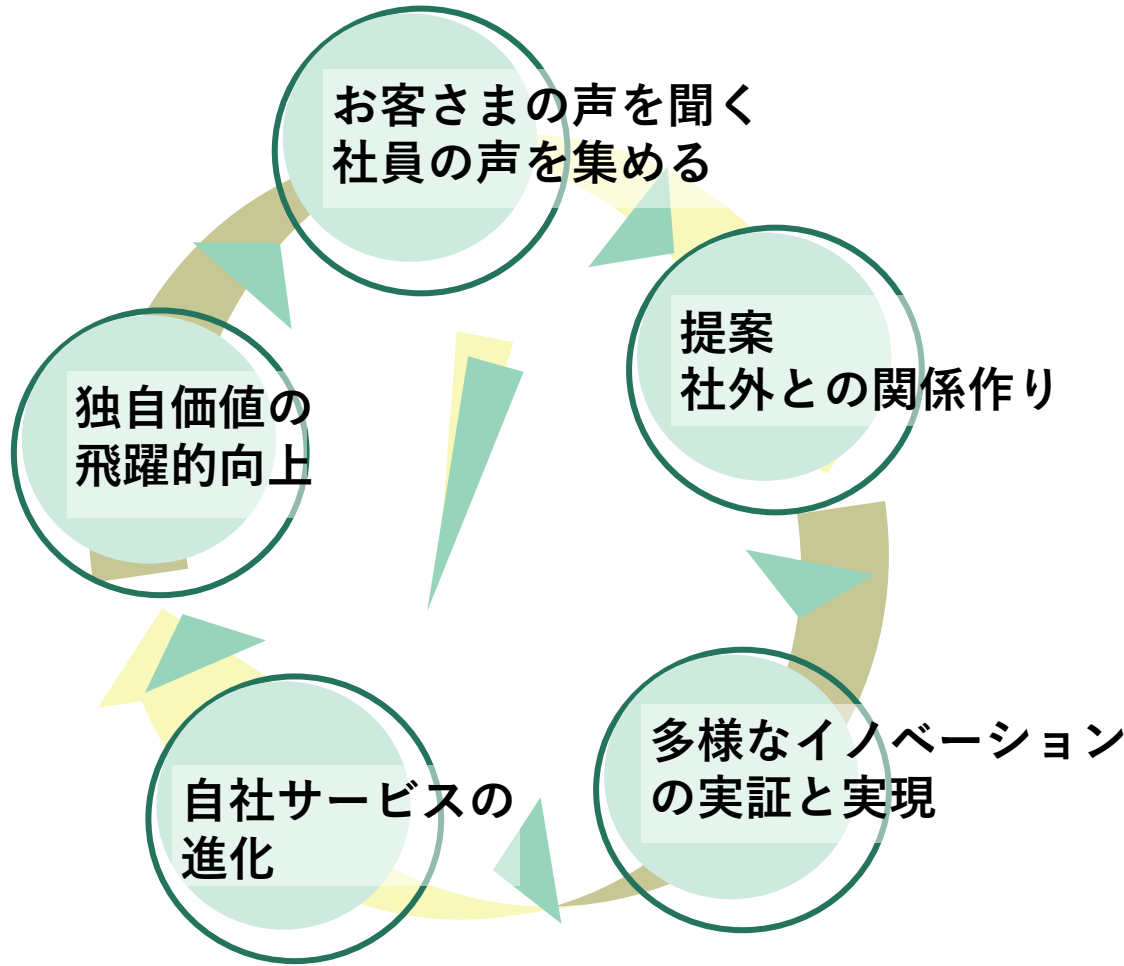 お客さまの声を聞く
社員の声を集める
提案
社外との関係作り
多様なイノベーション
の実証と実現
自社サービスの
進化
独自価値の
飛躍的向上